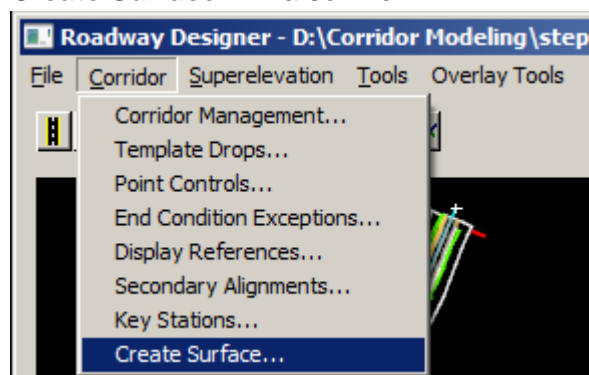 Roadway Designer - D:\Corridor Modeling\step
File Corridor Superelevation Tools Overlay Tools
Corridor Management...
Template Drops...
Point Controls...
End Condition Exceptions...
Display References...
Secondary Alignments...
Key Stations...
Create Surface...